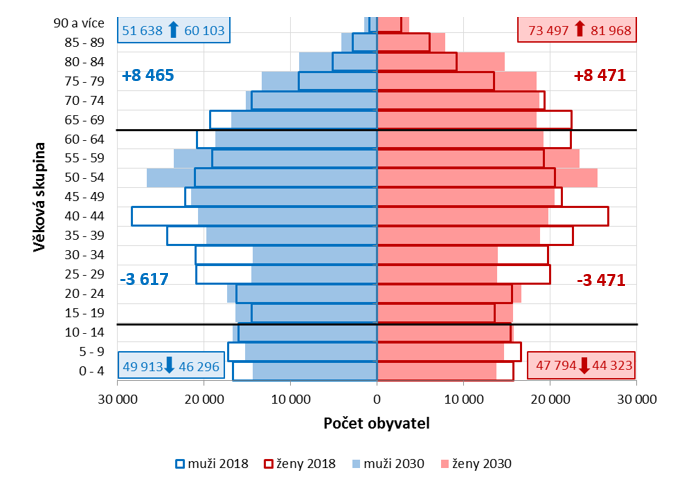 90 a více
85 - 89
80 - 84
75 - 79
70 - 74
65 - 69
60 - 64
55 - 59
50 - 54
45 - 49
40 - 44
35 - 39
30 - 34
25 - 29
20 - 24
15 - 19
10 - 14
5 - 9
0 - 4
Věková skupina
51 638 60 103
73 497 81 968
+8 465
+8 471
-3 617
-3 471
49 913 46 296
47 794 44 323
30 000 20 000 10 000 0 10 000 20 000 30 000
Počet obyvatel
muži 2018 ženy 2018 muži 2030 ženy 2030